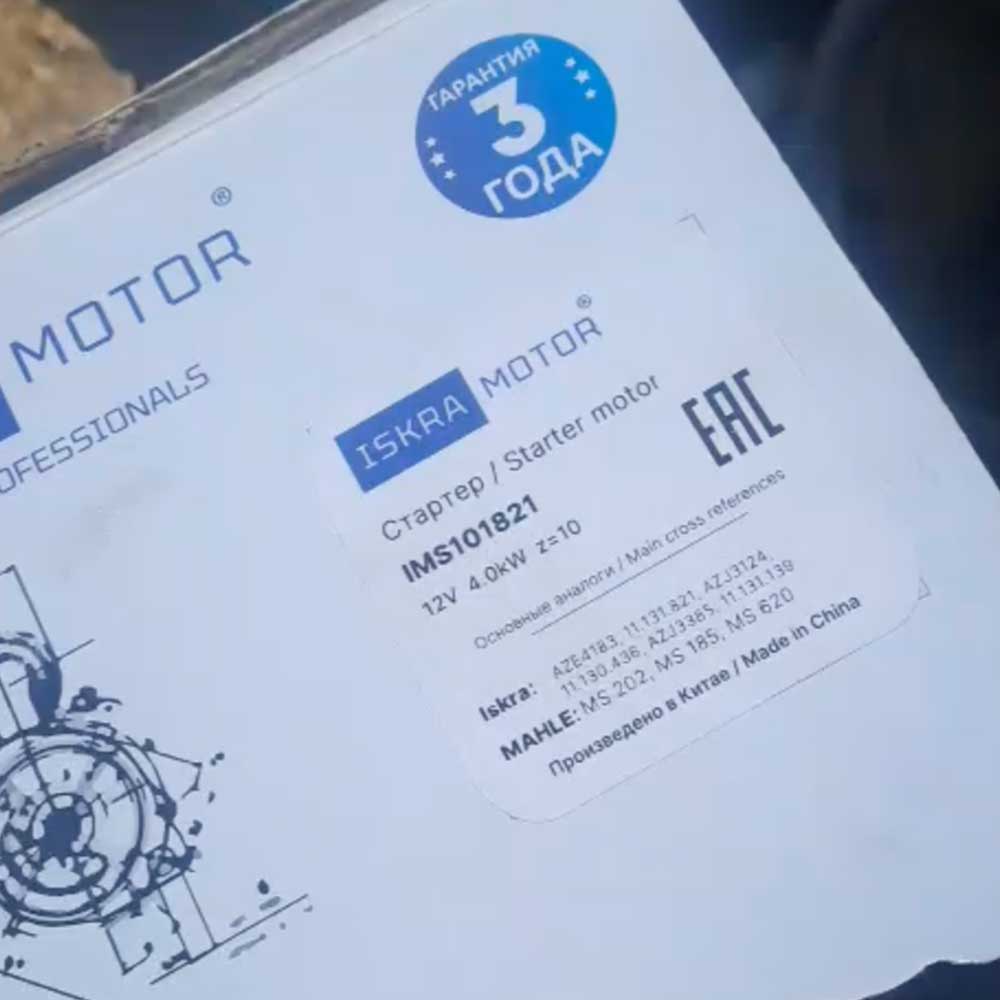 ГАРАНТИЯ
3
ГОДА
MOTOR®
OFESSIONALS
ISKRA MOTOR®
Стартер / Starter motor
IMS101821
12V 4.0kW z=10
EAC
Основные аналоги / Main cross references
Iskra: AZE4183, 11.131.821, AZJ3124,
11.130.436, AZJ3385, 11.131.139
MAHLE: MS 202, MS 185, MS 620
Произведено в Китае / Made in China